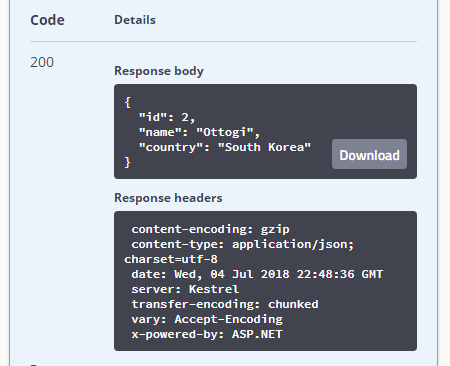 Code Details
200
Response body
{
  "id": 2,
  "name": "Ottogi",
  "country": "South Korea"
}
Download
Response headers
content-encoding: gzip
content-type: application/json;
charset=utf-8
date: Wed, 04 Jul 2018 22:48:36 GMT
server: Kestrel
transfer-encoding: chunked
vary: Accept-Encoding
x-powered-by: ASP.NET